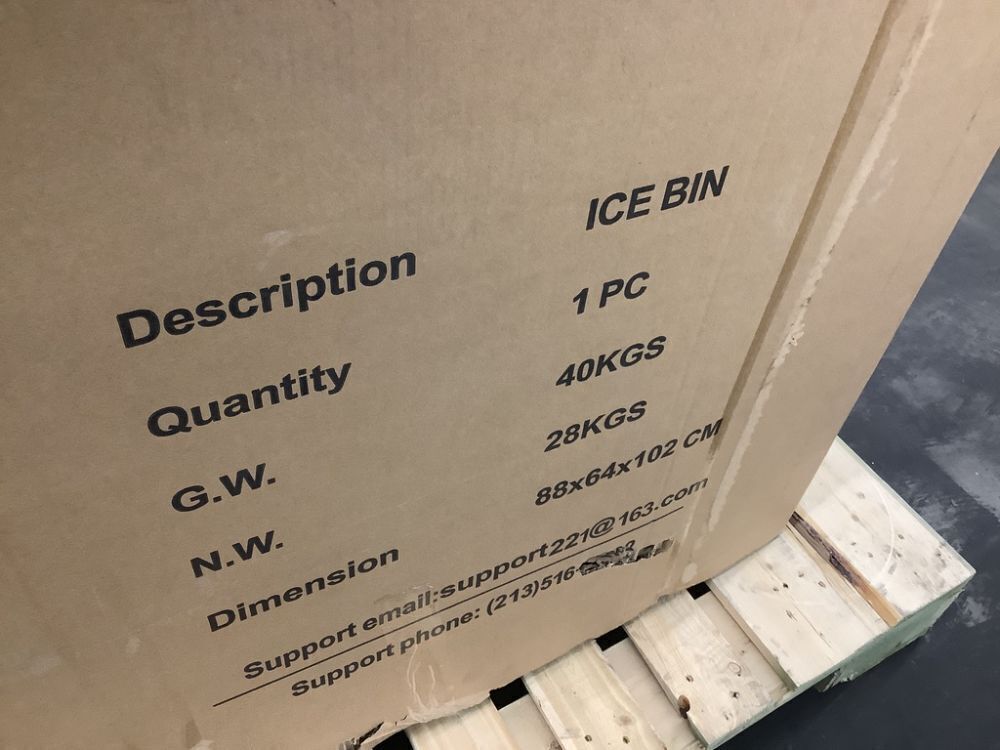 Description ICE BIN
Quantity 1 PC
G.W. 40KGS
N.W. 28KGS
Dimension 88x64x102 CM
Support email:support221@163.com
Support phone: (213)516-